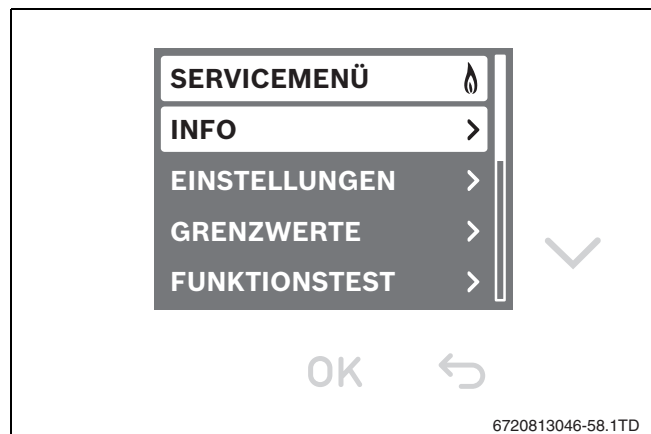 SERVICEMENÜ
INFO
EINSTELLUNGEN
GRENZWERTE
FUNKTIONSTEST
OK
6720813046-58.1TD